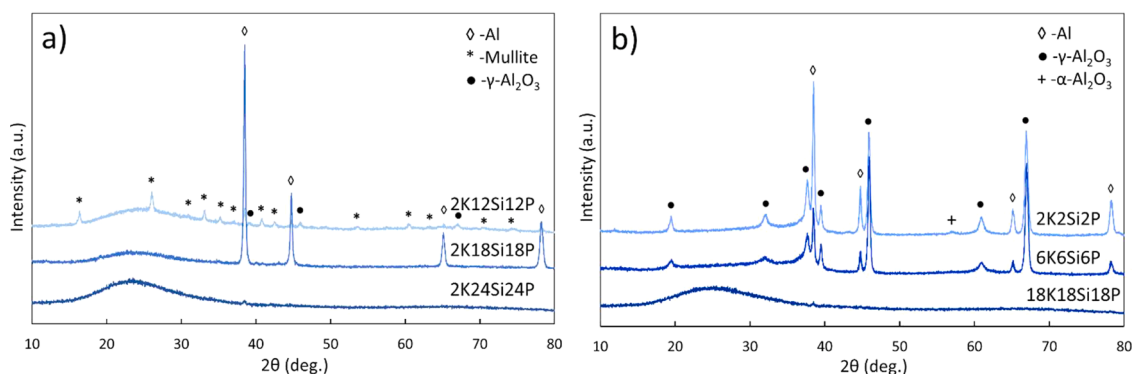 a)
◊ -Al
* -Mullite
● -γ-Al₂O₃
Intensity (a.u.)
2K12Si12P
2K18Si18P
2K24Si24P
10 20 30 40 50 60 70 80
2θ (deg.)
b)
◊ -Al
● -γ-Al₂O₃
+ -α-Al₂O₃
Intensity (a.u.)
2K2Si2P
6K6Si6P
18K18Si18P
10 20 30 40 50 60 70 80
2θ (deg.)